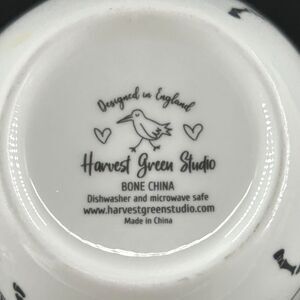 Designed in England
Harvest Green Studio
BONE CHINA
Dishwasher and microwave safe
www.harvestgreenstudio.com
Made in China